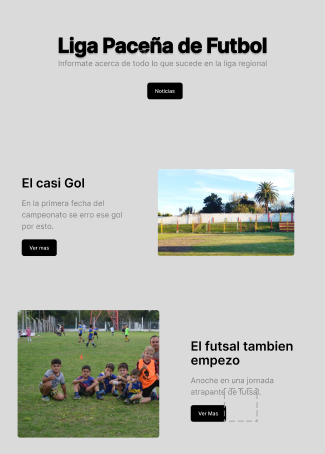 Liga Paceña de Futbol
Informate acerca de todo lo que sucede en la liga regional
Noticias
El casi Gol
En la primera fecha del
campeonato se erro ese gol
por esto.
Ver mas
El futsal tambien
empezo
Anoche en una jornada
atrapante de futsal.
Ver Mas